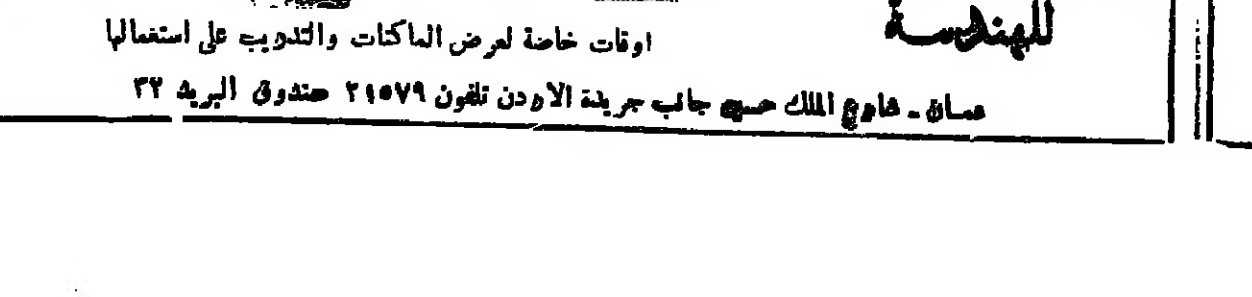 للهندسة
اوقات خاصة لعرض الماكنات والتدريب على استعمالها
عمان - شارع الملك حسين جانب جريدة الاردن تلفون ٢١٥٧٩ صندوق البريد ٣٢